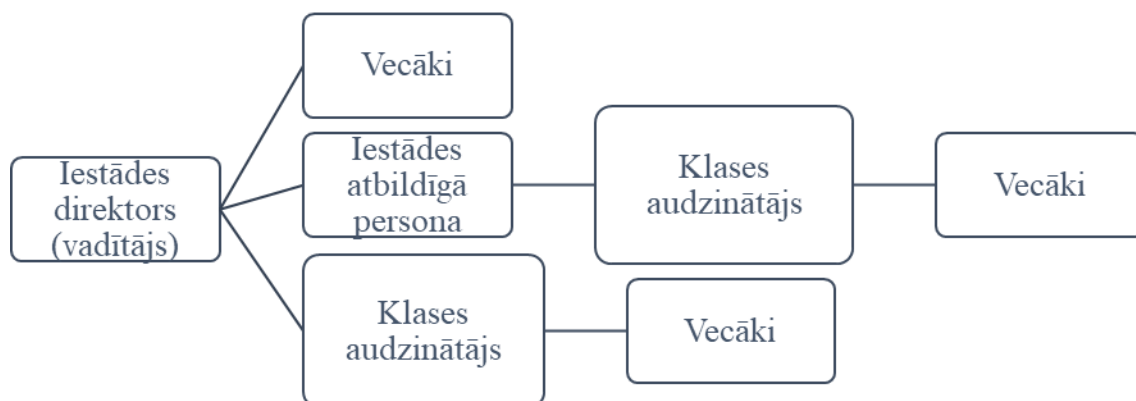 Vecāki
Iestādes
direktors
(vadītājs)
Iestādes
atbildīgā
persona
Klases
audzinātājs
Vecāki
Klases
audzinātājs
Vecāki